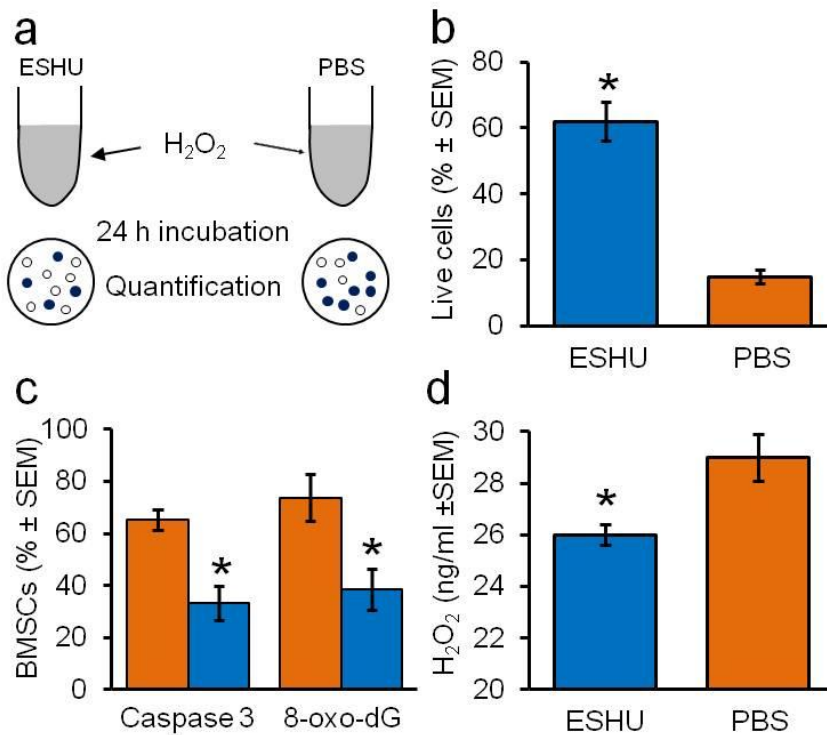 a
ESHU PBS
H₂O₂
24 h incubation
Quantification
b
Live cells (% ± SEM)
80
60
40
20
0
*
ESHU PBS
c
BMSCs (% ± SEM)
100
80
60
40
20
0
* *
Caspase 3 8-oxo-dG
d
H₂O₂ (ng/ml ±SEM)
30
28
26
24
22
20
*
ESHU PBS